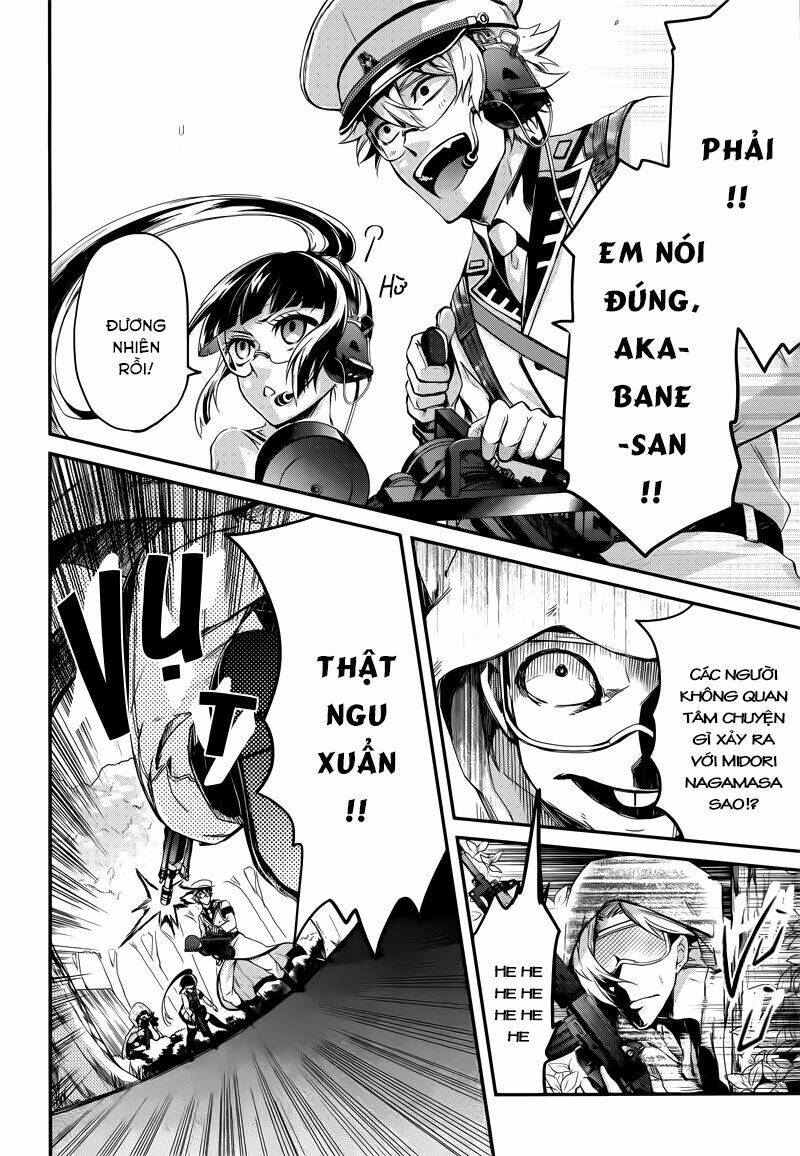 PHẢI
!!
EM NÓI
ĐÚNG,
AKA-
BANE
-SAN
!!
Hừ
ĐƯƠNG
NHIÊN
RỒI!
CÁC NGƯỜI
KHÔNG QUAN
TÂM CHUYỆN
GÌ XẢY RA
VỚI MIDORI
NAGAMASA
SAO!?
THẬT
NGU
XUẨN
!!
VỤT
HE HE
HE HE
HE HE
HE